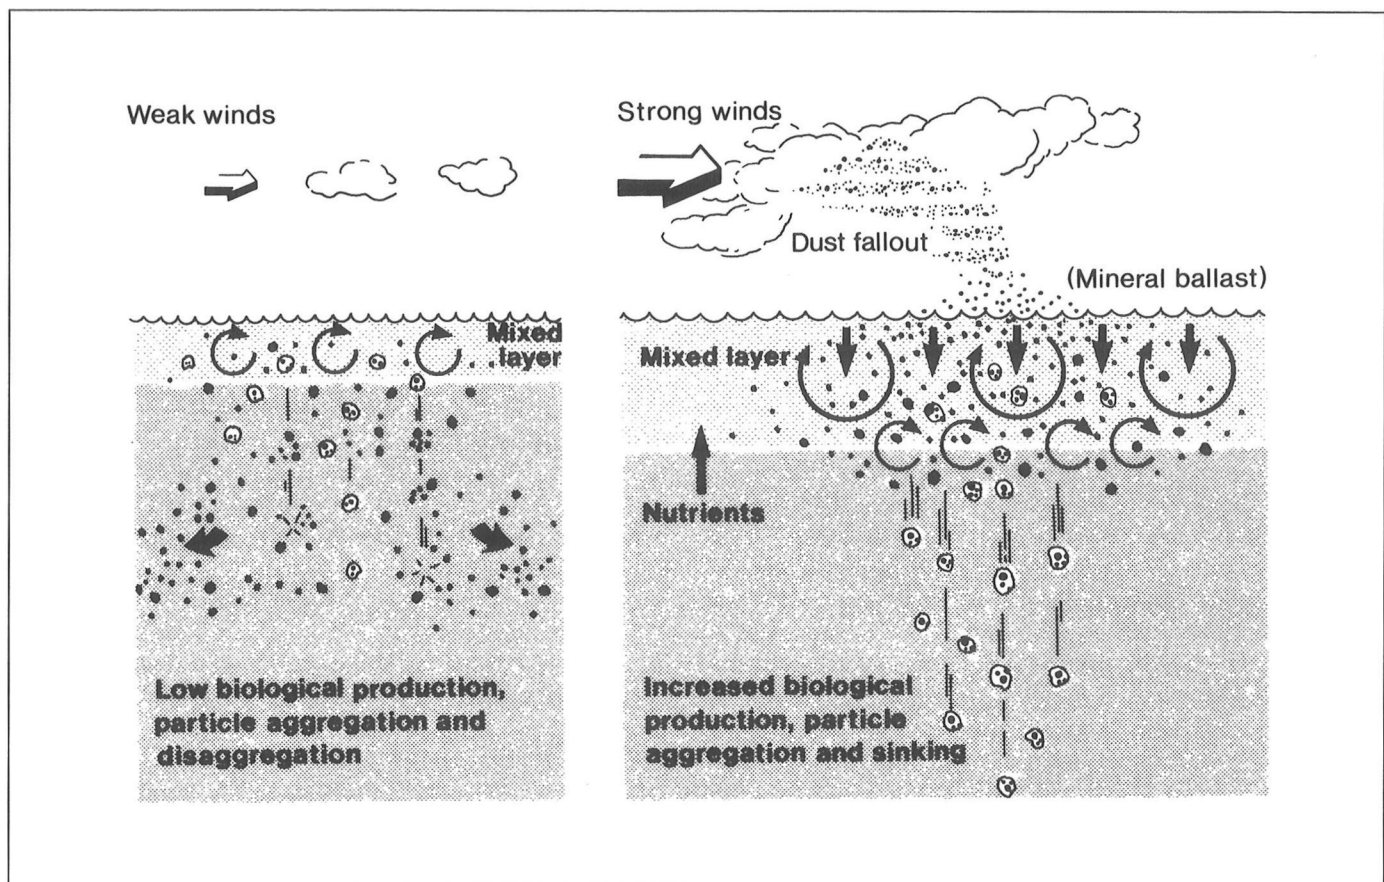 Weak winds
Mixed
layer
Low biological production,
particle aggregation and
disaggregation
Strong winds
Dust fallout
(Mineral ballast)
Mixed layer
Nutrients
Increased biological
production, particle
aggregation and sinking